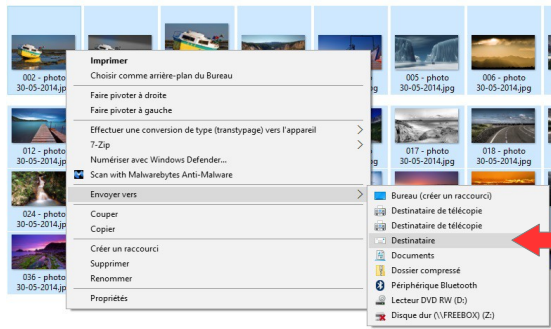 Imprimer
Choisir comme arrière-plan du Bureau
Faire pivoter à droite
Faire pivoter à gauche
Effectuer une conversion de type (transtypage) vers l'appareil
7-Zip
Numériser avec Windows Defender...
Scan with Malwarebytes Anti-Malware
Envoyer vers
Couper
Copier
Créer un raccourci
Supprimer
Renommer
Propriétés
Bureau (créer un raccourci)
Destinataire de télécopie
Destinataire de télécopie
Destinataire
Documents
Dossier compressé
Périphérique Bluetooth
Lecteur DVD RW (D:)
Disque dur (\\FREEBOX) (Z:)
002 - photo
30-05-2014.jp
005 - photo
30-05-2014.jpg
006 - photo
30-05-2014.jpg
012 - photo
30-05-2014.jp
017 - photo
30-05-2014.jpg
018 - photo
30-05-2014.jpg
024 - photo
30-05-2014.jp
036 - photo
30-05-2014.jp